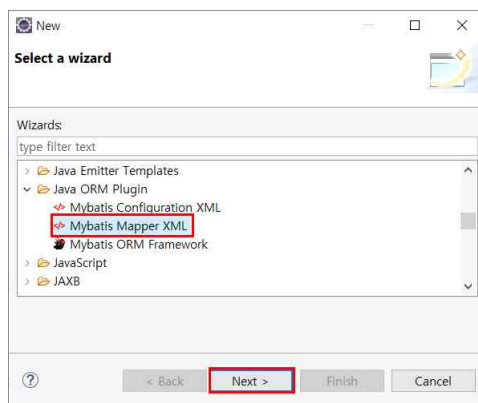 New
Select a wizard
Wizards:
type filter text
Java Emitter Templates
Java ORM Plugin
Mybatis Configuration XML
Mybatis Mapper XML
Mybatis ORM Framework
JavaScript
JAXB
?
< Back Next > Finish Cancel